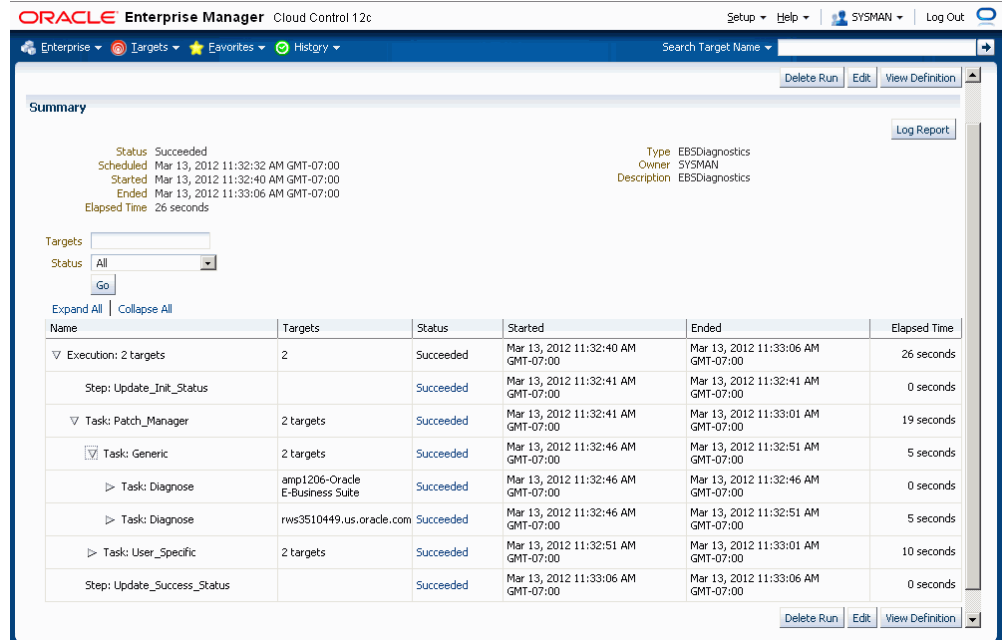 ORACLE Enterprise Manager Cloud Control 12c
Setup Help SYSMAN Log Out
Enterprise Targets Favorites History Search Target Name
Delete Run Edit View Definition
Summary
Log Report
Status Succeeded
Scheduled Mar 13, 2012 11:32:32 AM GMT-07:00
Started Mar 13, 2012 11:32:40 AM GMT-07:00
Ended Mar 13, 2012 11:33:06 AM GMT-07:00
Elapsed Time 26 seconds
Type EBSDiagnostics
Owner SYSMAN
Description EBSDiagnostics
Targets
Status All
Go
Expand All | Collapse All
Name Targets Status Started Ended Elapsed Time
Execution: 2 targets 2 Succeeded Mar 13, 2012 11:32:40 AM GMT-07:00 Mar 13, 2012 11:33:06 AM GMT-07:00 26 seconds
Step: Update_Init_Status Succeeded Mar 13, 2012 11:32:41 AM GMT-07:00 Mar 13, 2012 11:32:41 AM GMT-07:00 0 seconds
Task: Patch_Manager 2 targets Succeeded Mar 13, 2012 11:32:41 AM GMT-07:00 Mar 13, 2012 11:33:01 AM GMT-07:00 19 seconds
Task: Generic 2 targets Succeeded Mar 13, 2012 11:32:46 AM GMT-07:00 Mar 13, 2012 11:32:51 AM GMT-07:00 5 seconds
Task: Diagnose amp1206-Oracle E-Business Suite Succeeded Mar 13, 2012 11:32:46 AM GMT-07:00 Mar 13, 2012 11:32:46 AM GMT-07:00 0 seconds
Task: Diagnose rws3510449.us.oracle.com Succeeded Mar 13, 2012 11:32:46 AM GMT-07:00 Mar 13, 2012 11:32:51 AM GMT-07:00 5 seconds
Task: User_Specific 2 targets Succeeded Mar 13, 2012 11:32:51 AM GMT-07:00 Mar 13, 2012 11:33:01 AM GMT-07:00 10 seconds
Step: Update_Success_Status Succeeded Mar 13, 2012 11:33:06 AM GMT-07:00 Mar 13, 2012 11:33:06 AM GMT-07:00 0 seconds
Delete Run Edit View Definition